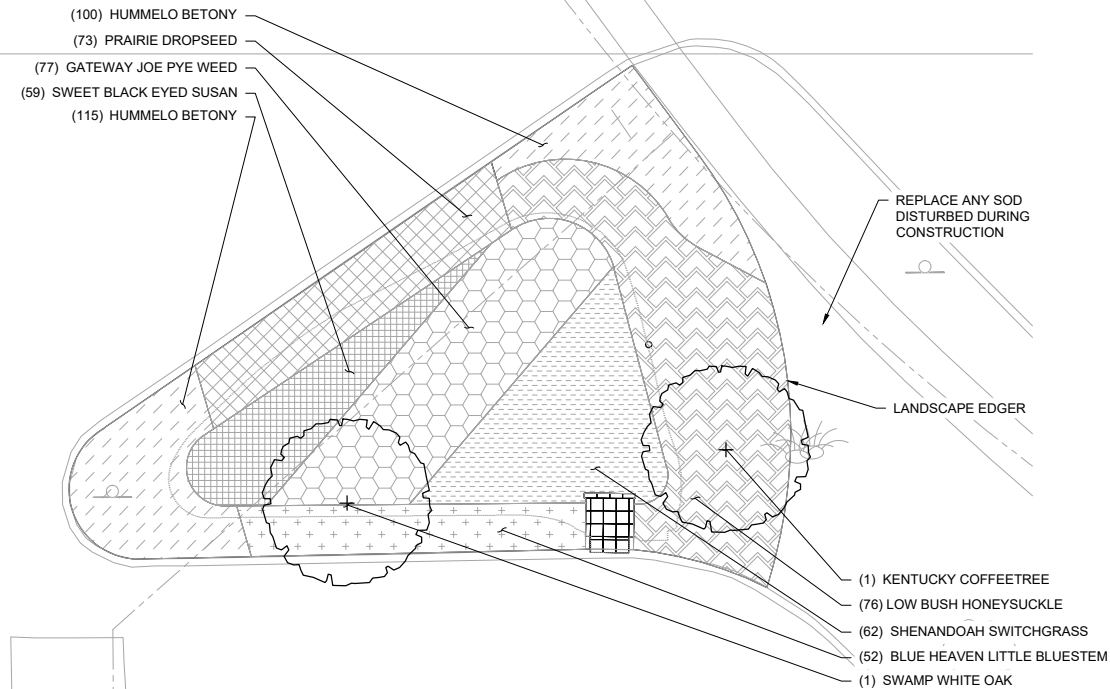 (100) HUMMELO BETONY
(73) PRAIRIE DROPSEED
(77) GATEWAY JOE PYE WEED
(59) SWEET BLACK EYED SUSAN
(115) HUMMELO BETONY
REPLACE ANY SOD
DISTURBED DURING
CONSTRUCTION
LANDSCAPE EDGER
(1) KENTUCKY COFFEETREE
(76) LOW BUSH HONEYSUCKLE
(62) SHENANDOAH SWITCHGRASS
(52) BLUE HEAVEN LITTLE BLUESTEM
(1) SWAMP WHITE OAK